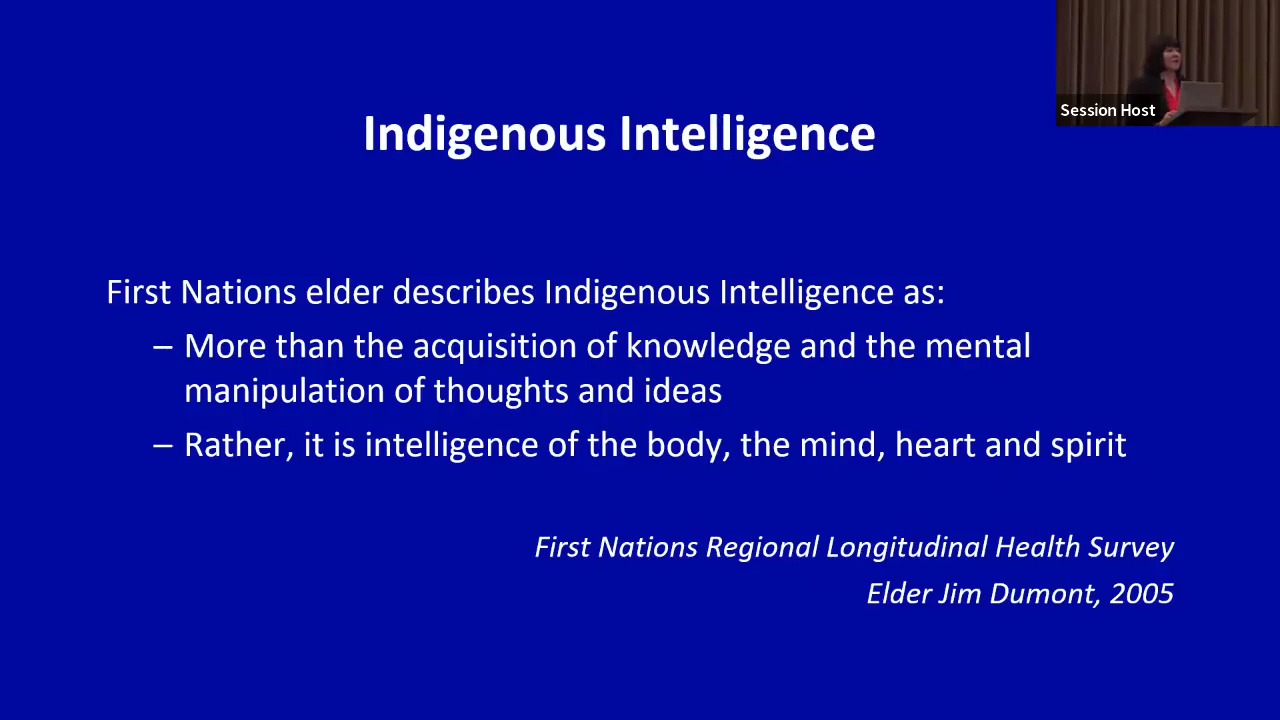 Session Host
Indigenous Intelligence
First Nations elder describes Indigenous Intelligence as:
– More than the acquisition of knowledge and the mental
manipulation of thoughts and ideas
– Rather, it is intelligence of the body, the mind, heart and spirit
First Nations Regional Longitudinal Health Survey
Elder Jim Dumont, 2005